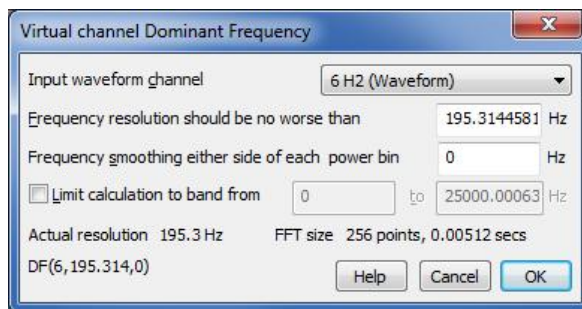 Virtual channel Dominant Frequency
Input waveform channel 6 H2 (Waveform)
Frequency resolution should be no worse than 195.3144581 Hz
Frequency smoothing either side of each power bin 0 Hz
Limit calculation to band from 0 to 25000.00063 Hz
Actual resolution 195.3 Hz FFT size 256 points, 0.00512 secs
DF(6,195.314,0) Help Cancel OK